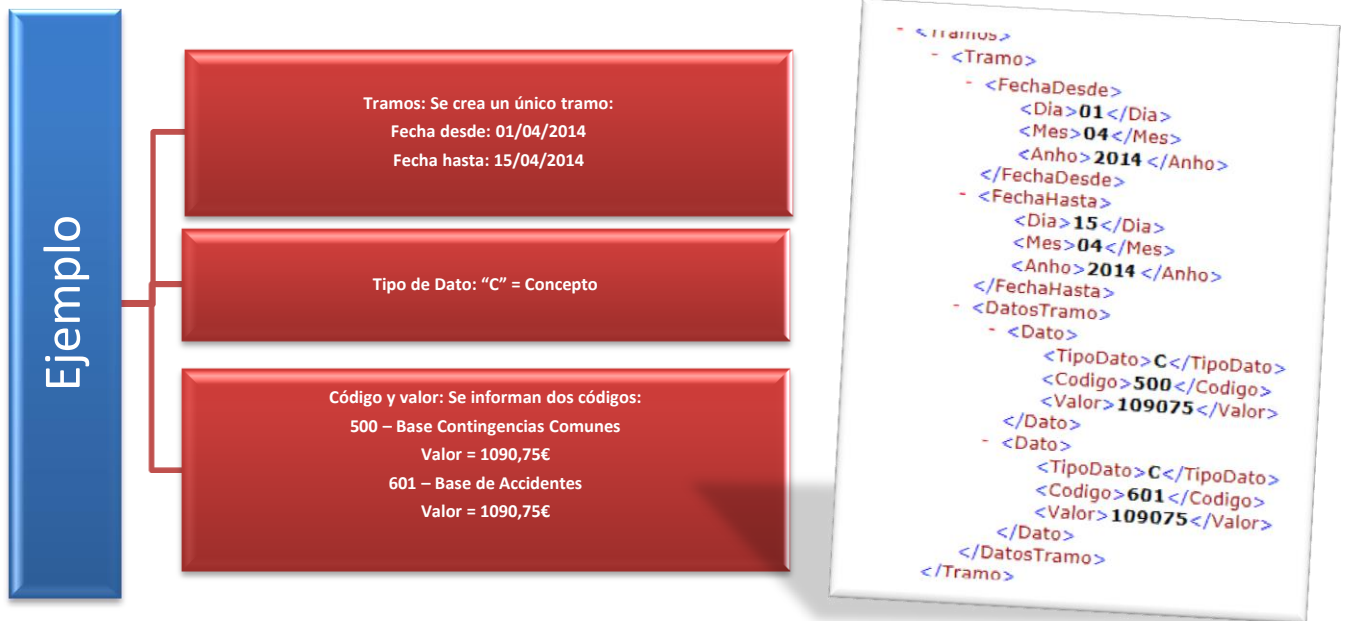 Ejemplo
Tramos: Se crea un único tramo:
Fecha desde: 01/04/2014
Fecha hasta: 15/04/2014
Tipo de Dato: “C” = Concepto
Código y valor: Se informan dos códigos:
500 – Base Contingencias Comunes
Valor = 1090,75€
601 – Base de Accidentes
Valor = 1090,75€
- <Tramos>
- <Tramo>
- <FechaDesde>
<Dia>01</Dia>
<Mes>04</Mes>
<Anho>2014 </Anho>
</FechaDesde>
- <FechaHasta>
<Dia>15</Dia>
<Mes>04</Mes>
<Anho>2014 </Anho>
</FechaHasta>
- <DatosTramo>
- <Dato>
<TipoDato>C</TipoDato>
<Codigo>500</Codigo>
<Valor>109075</Valor>
</Dato>
- <Dato>
<TipoDato>C</TipoDato>
<Codigo>601</Codigo>
<Valor>109075</Valor>
</Dato>
</DatosTramo>
</Tramo>